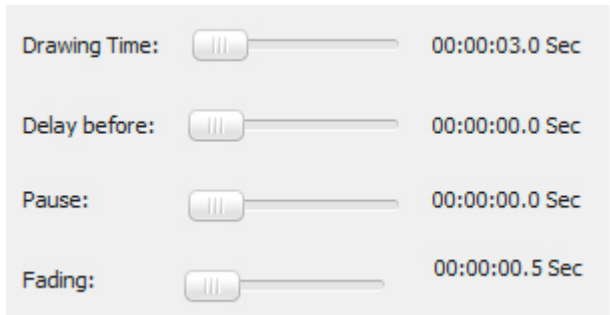 Drawing Time: 00:00:03.0 Sec
Delay before: 00:00:00.0 Sec
Pause: 00:00:00.0 Sec
Fading: 00:00:00.5 Sec